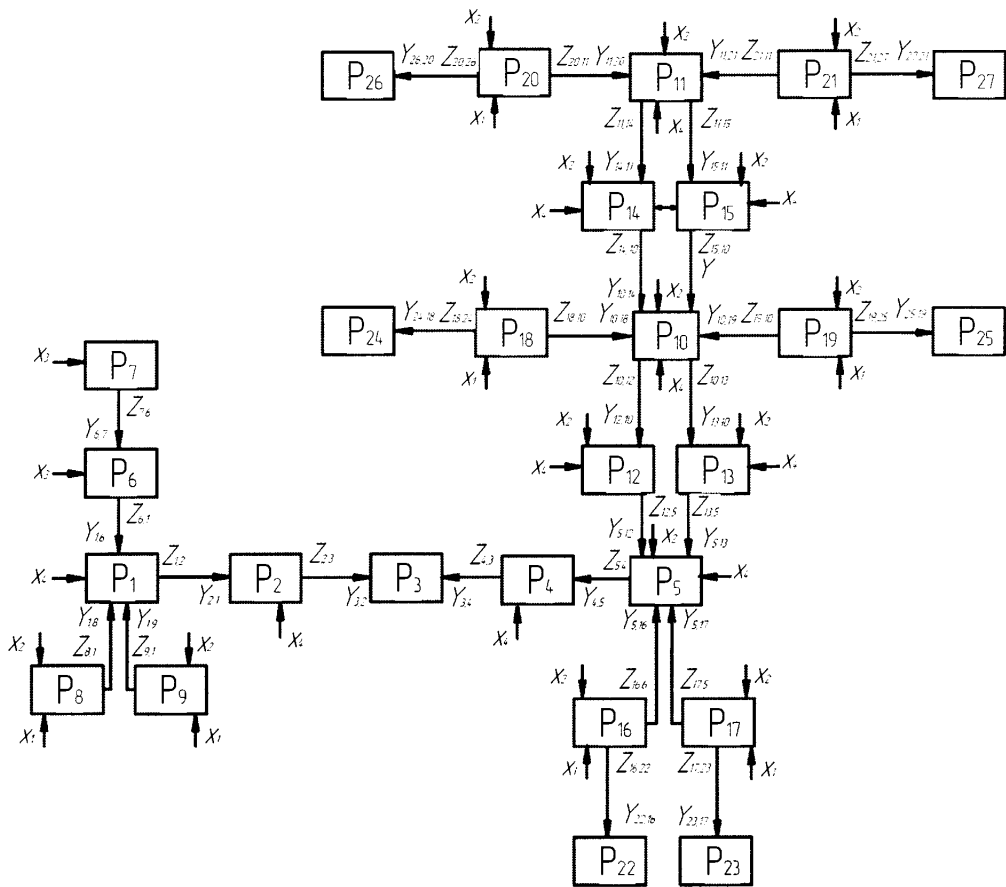 X₂ X₂ X₂
P₂₆ Y₂₆,₂₀ Z₂₀,₂₆ P₂₀ Z₂₀,₁₁ Y₁₁,₂₀ P₁₁ Y₁₁,₂₁ Z₂₁,₁₁ P₂₁ Z₂₁,₂₇ Y₂₇,₂₁ P₂₇
X₁ X₄ X₁
Z₁₁,₁₄ Z₁₁,₁₅
X₂ Y₁₄,₁₁ Y₁₅,₁₁ X₂
X₄ P₁₄ P₁₅ X₄
Z₁₄,₁₀ Z₁₅,₁₀
Y
X₂ Y₁₀,₁₄ X₂ X₂
P₂₄ Y₂₄,₁₈ Z₁₈,₂₄ P₁₈ Z₁₈,₁₀ Y₁₀,₁₈ P₁₀ Y₁₀,₁₉ Z₁₉,₁₀ P₁₉ Z₁₉,₂₅ Y₂₅,₁₉ P₂₅
X₁ X₄ X₁
Z₁₀,₁₂ Z₁₀,₁₃
X₃ P₇
Z₇,₆
X₂ Y₁₂,₁₀ Y₁₃,₁₀ X₂
Y₆,₇
X₃ P₆ X₄ P₁₂ P₁₃ X₄
Z₆,₁ Z₁₂,₅ Z₁₃,₅
Y₁,₆ Y₅,₁₂ X₂ Y₅,₁₃
X₄ P₁ Z₁,₂ Y₂,₁ P₂ Z₂,₃ Y₃,₂ P₃ Y₃,₄ Z₄,₃ P₄ Y₄,₅ Z₅,₄ P₅ X₄
Y₁,₈ Y₁,₉ X₄ X₄ Y₅,₁₆ Y₅,₁₇
X₂ Z₈,₁ Z₉,₁ X₂
P₈ P₉
X₁ X₁
Z₁₆,₅ Z₁₇,₅ X₂
P₁₆ P₁₇
X₁ Z₁₆,₂₂ Z₁₇,₂₃ X₁
Y₂₂,₁₆ Y₂₃,₁₇
P₂₂ P₂₃